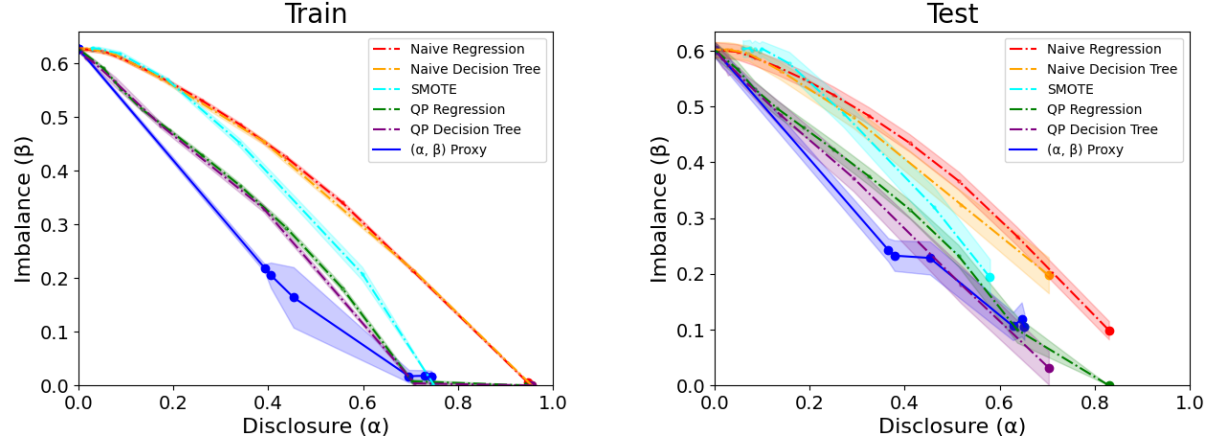 Train
Imbalance (β)
0.6
0.5
0.4
0.3
0.2
0.1
0.0
Naive Regression
Naive Decision Tree
SMOTE
QP Regression
QP Decision Tree
(α, β) Proxy
0.0 0.2 0.4 0.6 0.8 1.0
Disclosure (α)
Test
Imbalance (β)
0.6
0.5
0.4
0.3
0.2
0.1
0.0
Naive Regression
Naive Decision Tree
SMOTE
QP Regression
QP Decision Tree
(α, β) Proxy
0.0 0.2 0.4 0.6 0.8 1.0
Disclosure (α)